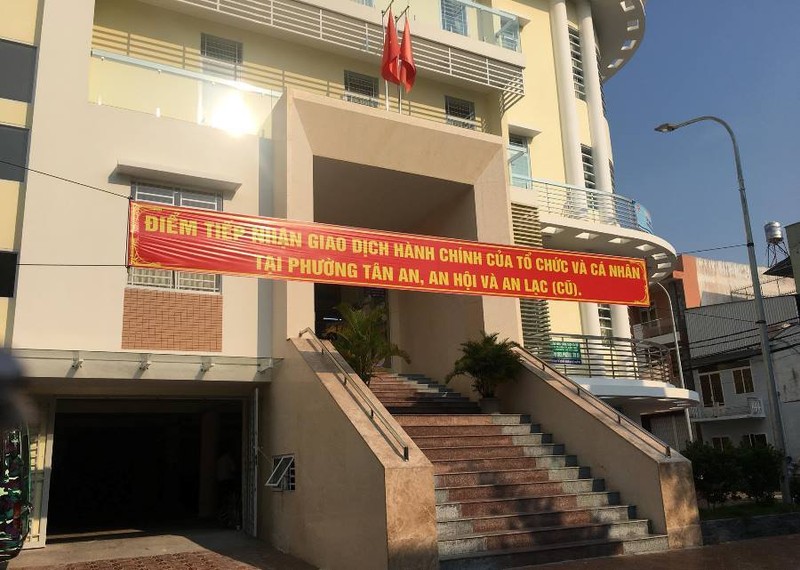 ĐIỂM TIẾP NHẬN GIAO DỊCH HÀNH CHÍNH CỦA TỔ CHỨC VÀ CÁ NHÂN
TẠI PHƯỜNG TÂN AN, AN HỘI VÀ AN LẠC (CŨ).